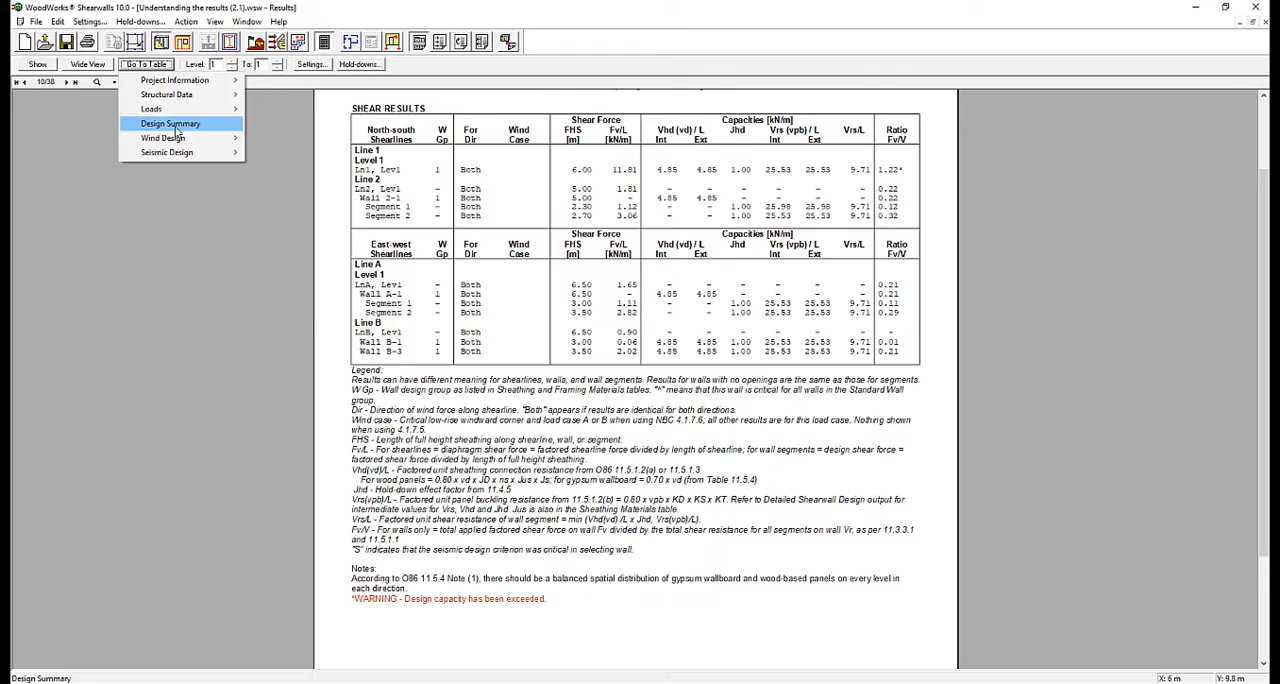 WoodWorks® Shearwalls 10.0 - [Understanding the results (2.1).wsw - Results]
File Edit Settings... Hold-downs... Action View Window Help
Show Wide View Go To Table Level: 1 To: 1 Settings... Hold-downs...
10/38
Project Information
Structural Data
Loads
Design Summary
Wind Design
Seismic Design
SHEAR RESULTS
Shear Force Capacities [kN/m]
North-south W For Wind FHS Fv/L Vhd (vd) / L Jhd Vrs (vpb) / L Vrs/L Ratio
Shearlines Gp Dir Case [m] [kN/m] Int Ext Int Ext Fv/V
Line 1
Level 1
Ln1, Lev1 1 Both 6.00 11.81 4.85 4.85 1.00 25.53 25.53 9.71 1.22*
Line 2
Ln2, Lev1 - Both 5.00 1.81 - - - - - 0.22
Wall 2-1 1 Both 5.00 - 4.85 4.85 0.22
Segment 1 - Both 2.30 1.12 - - 1.00 25.98 25.98 9.71 0.12
Segment 2 - Both 2.70 3.06 - - 1.00 25.53 25.53 9.71 0.32
Shear Force Capacities [kN/m]
East-west W For Wind FHS Fv/L Vhd (vd) / L Jhd Vrs (vpb) / L Vrs/L Ratio
Shearlines Gp Dir Case [m] [kN/m] Int Ext Int Ext Fv/V
Line A
Level 1
LnA, Lev1 - Both 6.50 1.65 - - - - - - 0.21
Wall A-1 1 Both 6.50 - 4.85 4.85 - - - - 0.21
Segment 1 - Both 3.00 1.11 - - 1.00 25.53 25.53 9.71 0.11
Segment 2 - Both 3.50 2.82 - - 1.00 25.53 25.53 9.71 0.29
Line B
LnB, Lev1 - Both 6.50 0.90 - - - - - - -
Wall B-1 1 Both 3.00 0.06 4.85 4.85 1.00 25.53 25.53 9.71 0.01
Wall B-3 1 Both 3.50 2.02 4.85 4.85 1.00 25.53 25.53 9.71 0.21
Legend:
Results can have different meaning for shearlines, walls, and wall segments. Results for walls with no openings are the same as those for segments.
W Gp - Wall design group as listed in Sheathing and Framing Materials tables. "^" means that this wall is critical for all walls in the Standard Wall
group.
Dir - Direction of wind force along shearline. "Both" appears if results are identical for both directions.
Wind case - Critical low-rise windward corner and load case A or B when using NBC 4.1.7.6; all other results are for this load case. Nothing shown
when using 4.1.7.5.
FHS - Length of full height sheathing along shearline, wall, or segment.
Fv/L - For shearlines = diaphragm shear force = factored shearline force divided by length of shearline; for wall segments = design shear force =
factored shear force divided by length of full height sheathing.
Vhd(vd)/L - Factored unit sheathing connection resistance from O86 11.5.1.2(a) or 11.5.1.3
For wood panels = 0.80 x vd x JD x ns x Jus x Js; for gypsum wallboard = 0.70 x vd (from Table 11.5.4)
Jhd - Hold-down effect factor from 11.4.5
Vrs(vpb)/L - Factored unit panel buckling resistance from 11.5.1.2(b) = 0.80 x vpb x KD x KS x KT. Refer to Detailed Shearwall Design output for
intermediate values for Vrs, Vhd and Jhd. Jus is also in the Sheathing Materials table.
Vrs/L - Factored unit shear resistance of wall segment = min (Vhd(vd) /L x Jhd, Vrs(vpb)/L).
Fv/V - For walls only = total applied factored shear force on wall Fv divided by the total shear resistance for all segments on wall Vr, as per 11.3.3.1
and 11.5.1.1
"S" indicates that the seismic design criterion was critical in selecting wall.
Notes:
According to O86 11.5.4 Note (1), there should be a balanced spatial distribution of gypsum wallboard and wood-based panels on every level in
each direction.
*WARNING - Design capacity has been exceeded.
Design Summary X: 6 m Y: 9.8 m